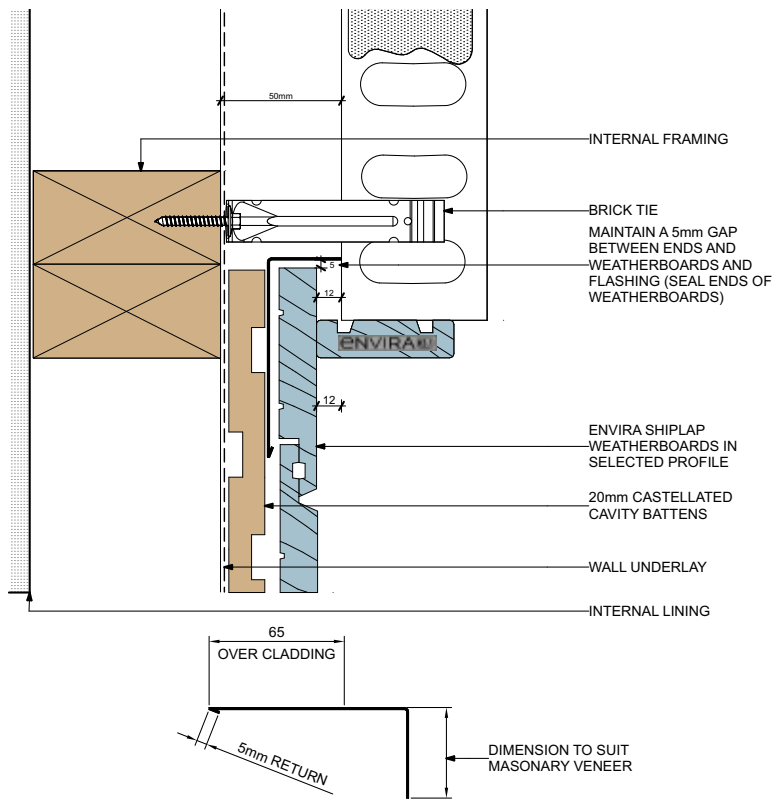 50mm
INTERNAL FRAMING
BRICK TIE
MAINTAIN A 5mm GAP
BETWEEN ENDS AND
WEATHERBOARDS AND
FLASHING (SEAL ENDS OF
WEATHERBOARDS)
5
12
ENVIRA
12
ENVIRA SHIPLAP
WEATHERBOARDS IN
SELECTED PROFILE
20mm CASTELLATED
CAVITY BATTENS
WALL UNDERLAY
INTERNAL LINING
65
OVER CLADDING
5mm RETURN
DIMENSION TO SUIT
MASONARY VENEER